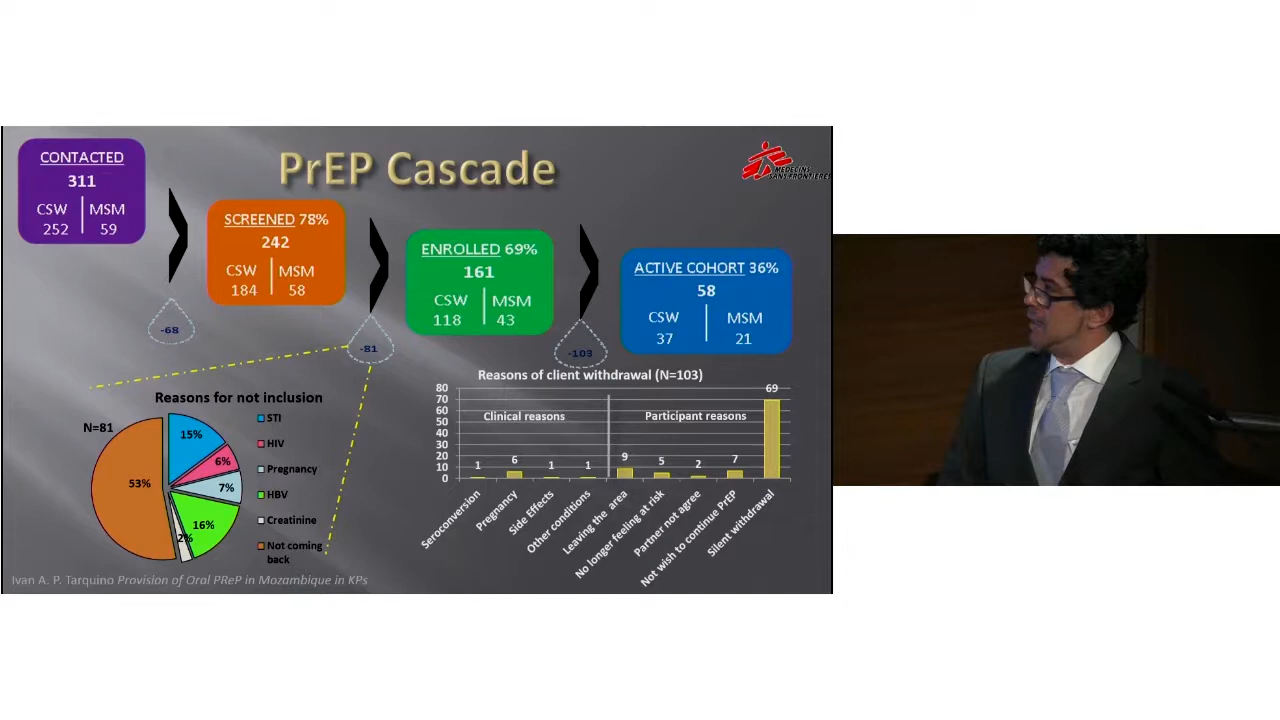 PrEP Cascade
MEDECINS
SANS FRONTIERES
CONTACTED
311
CSW MSM
252 59
SCREENED 78%
242
CSW MSM
184 58
ENROLLED 69%
161
CSW MSM
118 43
ACTIVE COHORT 36%
58
CSW MSM
37 21
-68
-81
-103
Reasons for not inclusion
N=81
15%
6%
7%
16%
2%
53%
STI
HIV
Pregnancy
HBV
Creatinine
Not coming
back
Reasons of client withdrawal (N=103)
Clinical reasons Participant reasons
80
70
60
50
40
30
20
10
0
1
6
1
1
9
5
2
7
69
Seroconversion
Pregnancy
Side Effects
Other conditions
Leaving the area
No longer feeling at risk
Partner not agree
Not wish to continue PrEP
Silent withdrawal
Ivan A. P. Tarquino Provision of Oral PReP in Mozambique in KPs